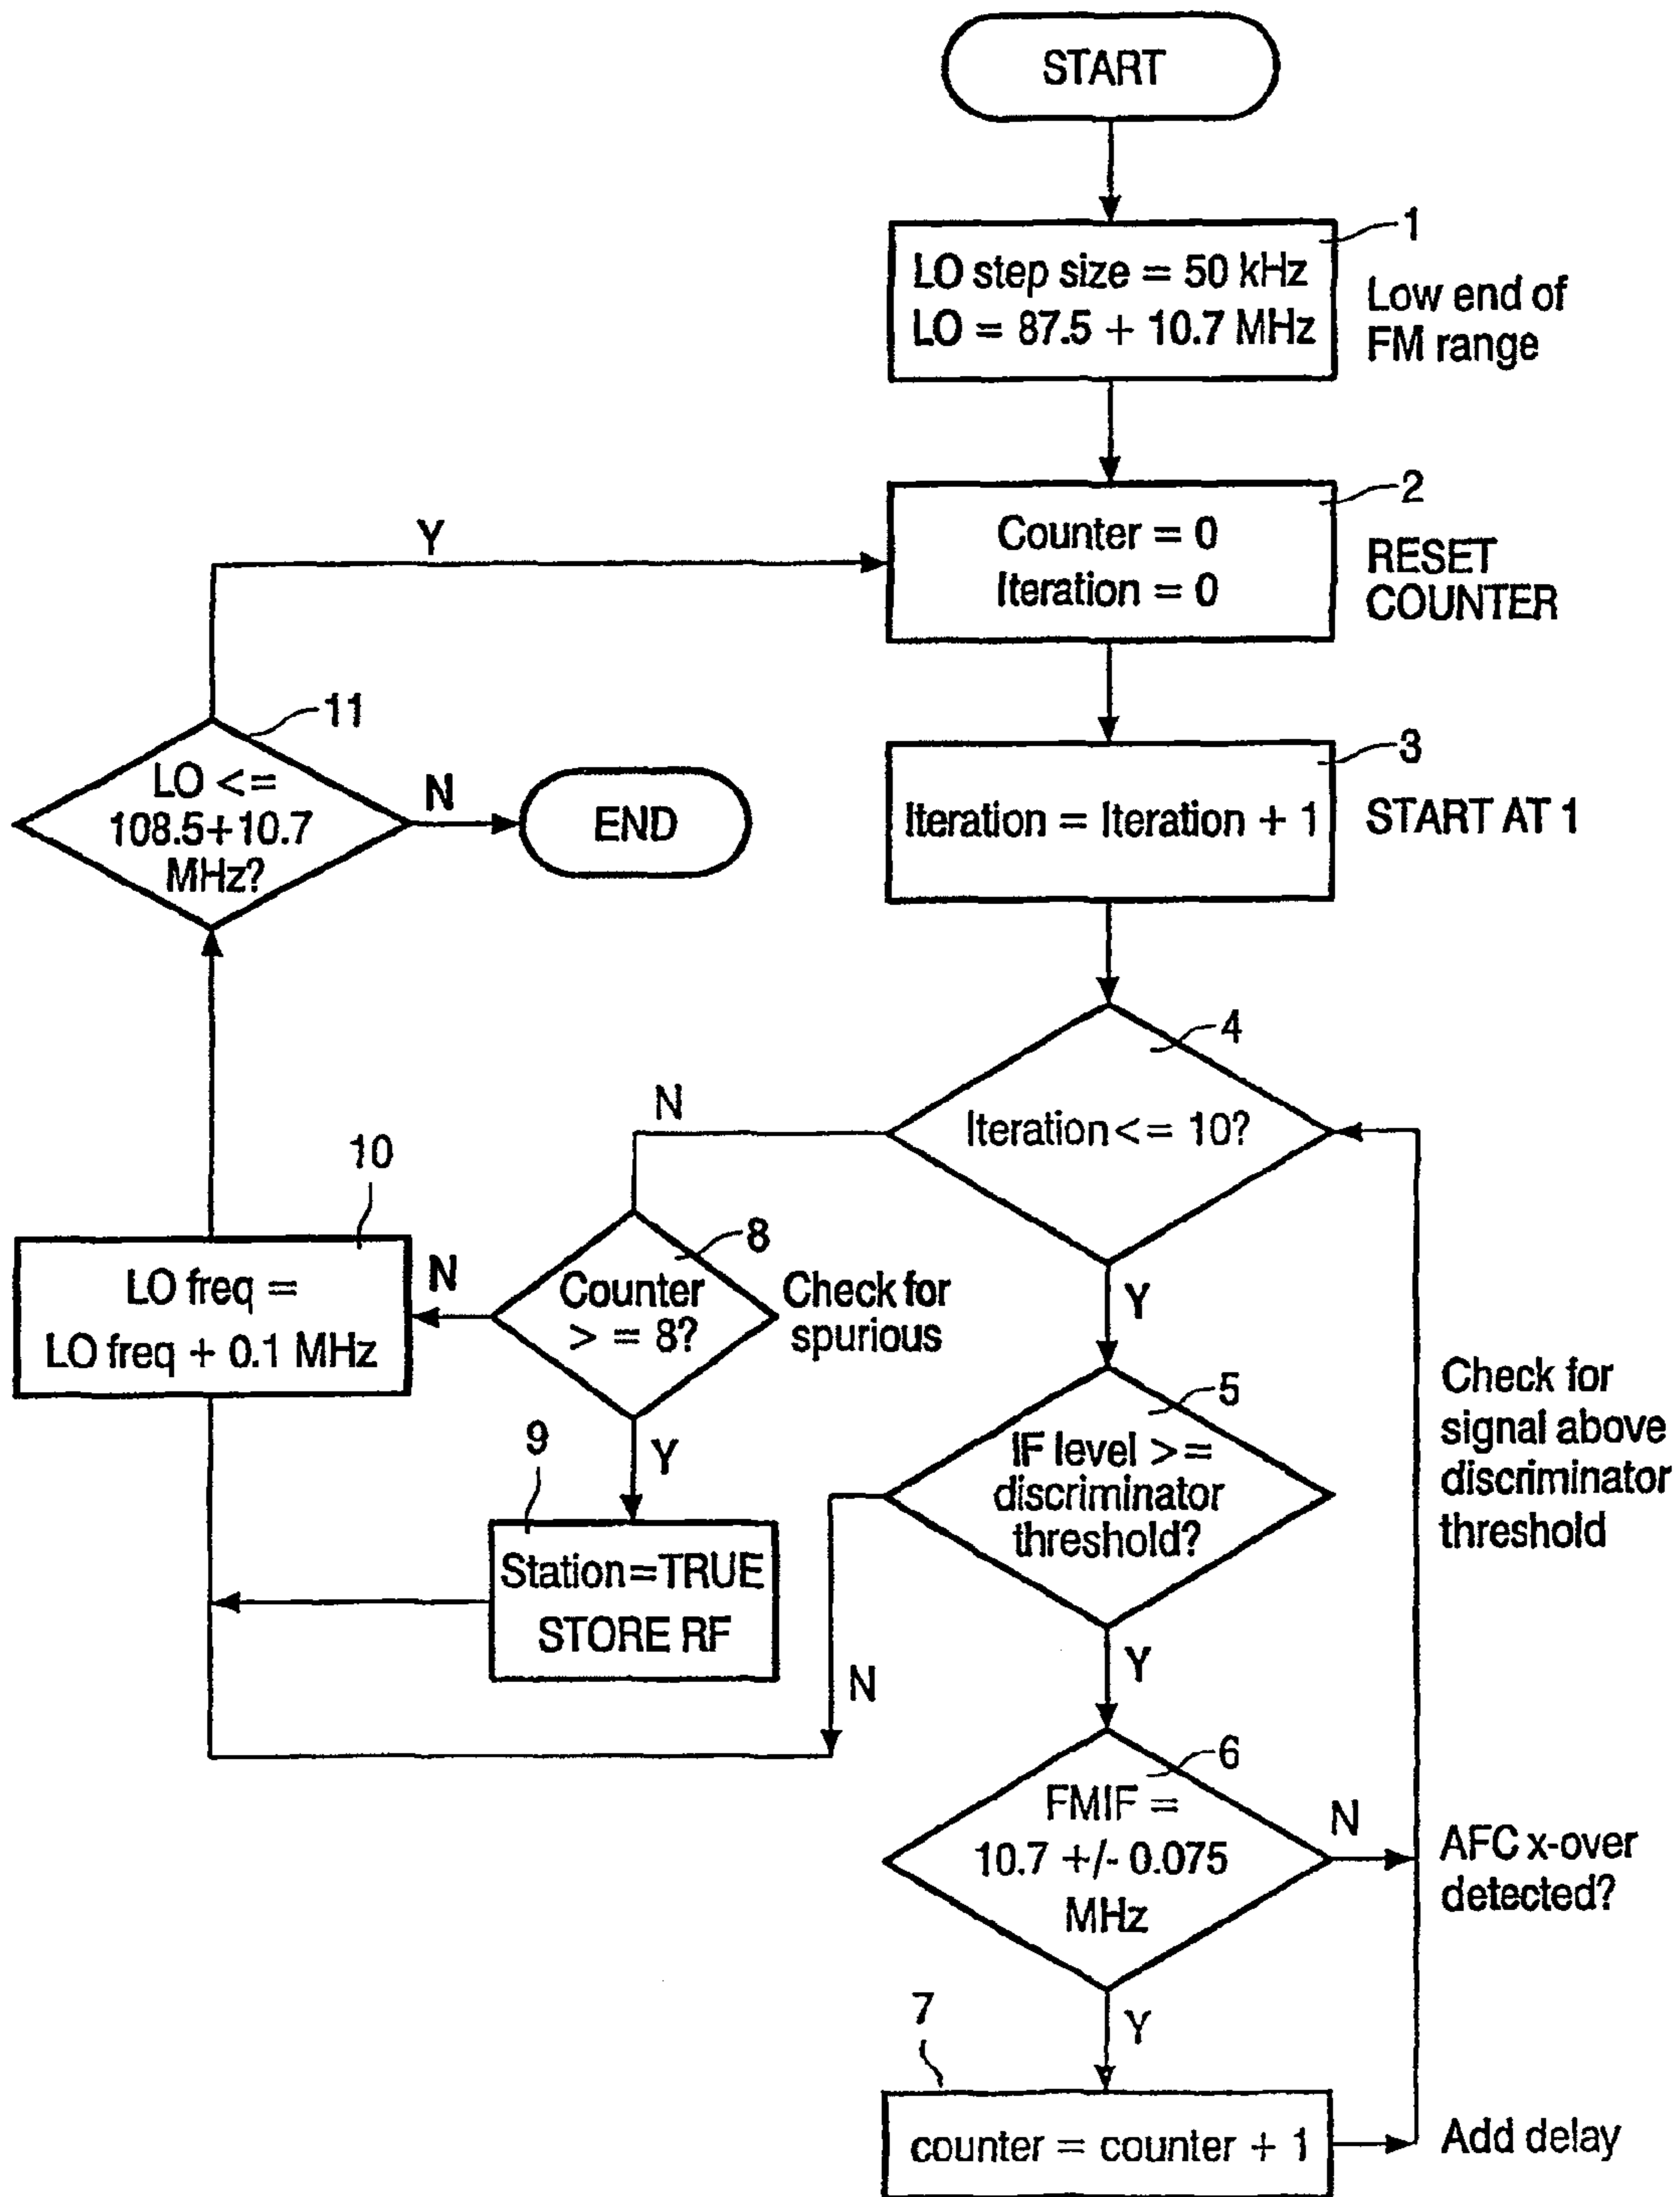 START
1
LO step size = 50 kHz
LO = 87.5 + 10.7 MHz
Low end of
FM range
2
Counter = 0
Iteration = 0
RESET
COUNTER
Y
3
Iteration = Iteration + 1
START AT 1
11
LO <=
108.5+10.7
MHz?
N
END
4
Iteration<= 10?
N
Y
10
LO freq =
LO freq + 0.1 MHz
N
8
Counter
> = 8?
Check for
spurious
Y
9
Station=TRUE
STORE RF
5
IF level >=
discriminator
threshold?
N
Y
Check for
signal above
discriminator
threshold
6
FMIF =
10.7 +/- 0.075
MHz
N
AFC x-over
detected?
Y
7
counter = counter + 1
Add delay